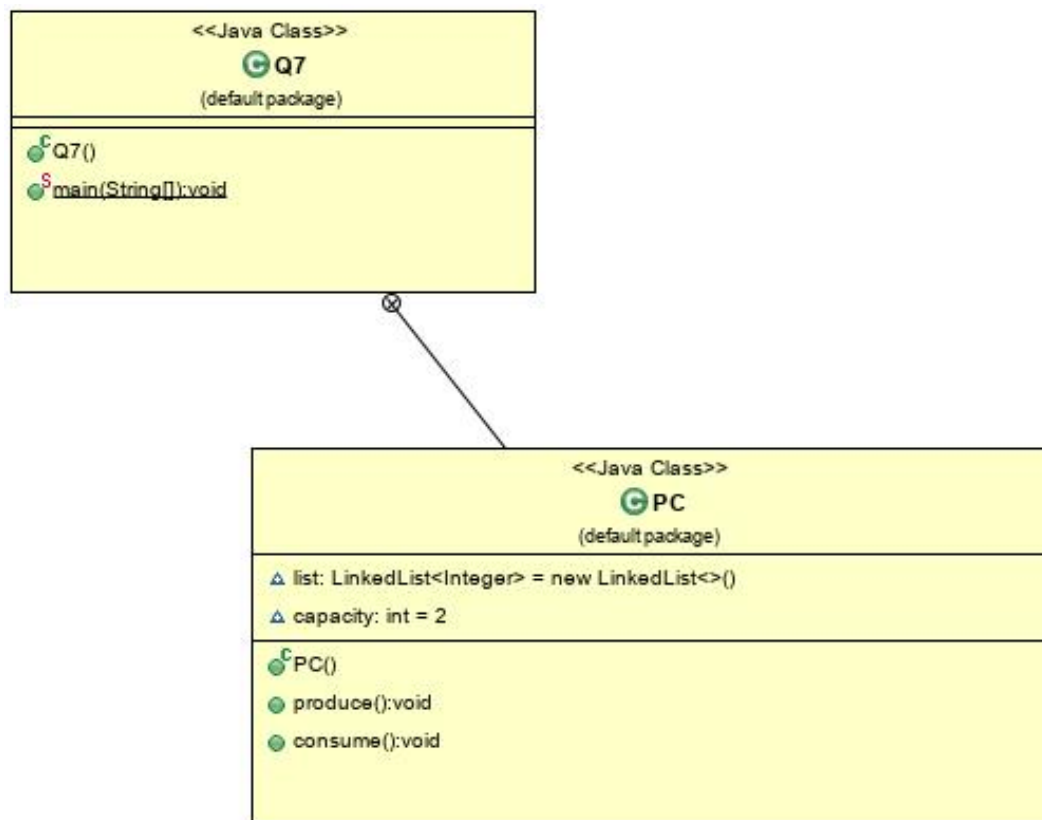 <<Java Class>>
Q7
(default package)
Q7()
main(String[]):void
<<Java Class>>
PC
(default package)
list: LinkedList<Integer> = new LinkedList<>()
capacity: int = 2
PC()
produce():void
consume():void